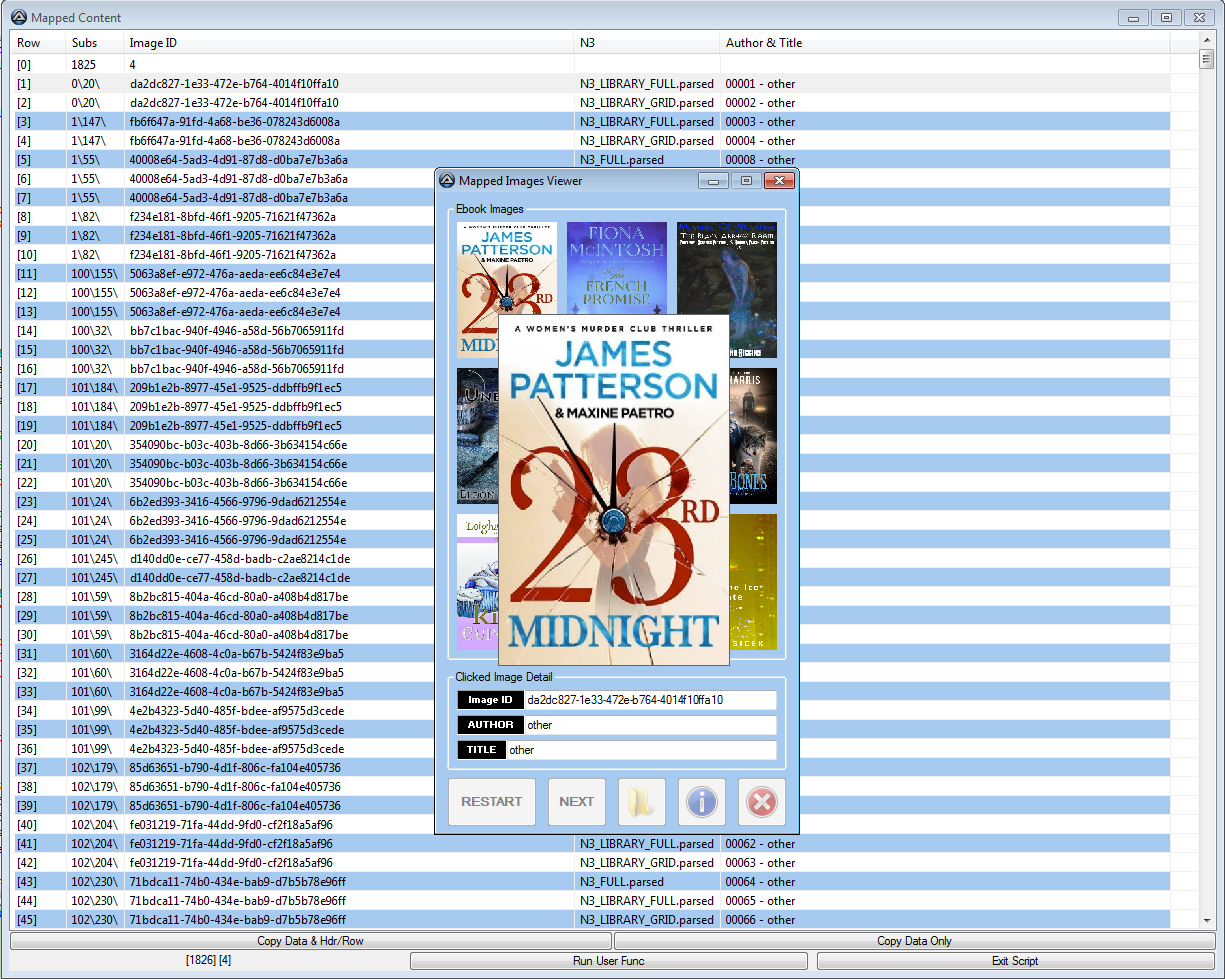 Mapped Content
Row Subs Image ID N3 Author & Title
[0] 1825 4
[1] 0\20\ da2dc827-1e33-472e-b764-4014f10ffa10 N3_LIBRARY_FULL.parsed 00001 - other
[2] 0\20\ da2dc827-1e33-472e-b764-4014f10ffa10 N3_LIBRARY_GRID.parsed 00002 - other
[3] 1\147\ fb6f647a-91fd-4a68-be36-078243d6008a N3_LIBRARY_FULL.parsed 00003 - other
[4] 1\147\ fb6f647a-91fd-4a68-be36-078243d6008a N3_LIBRARY_GRID.parsed 00004 - other
[5] 1\55\ 40008e64-5ad3-4d91-87d8-d0ba7e7b3a6a N3_FULL.parsed 00008 - other
[6] 1\55\ 40008e64-5ad3-4d91-87d8-d0ba7e7b3a6a
[7] 1\55\ 40008e64-5ad3-4d91-87d8-d0ba7e7b3a6a
[8] 1\82\ f234e181-8bfd-46f1-9205-71621f47362a
[9] 1\82\ f234e181-8bfd-46f1-9205-71621f47362a
[10] 1\82\ f234e181-8bfd-46f1-9205-71621f47362a
[11] 100\155\ 5063a8ef-e972-476a-aeda-ee6c84e3e7e4
[12] 100\155\ 5063a8ef-e972-476a-aeda-ee6c84e3e7e4
[13] 100\155\ 5063a8ef-e972-476a-aeda-ee6c84e3e7e4
[14] 100\32\ bb7c1bac-940f-4946-a58d-56b7065911fd
[15] 100\32\ bb7c1bac-940f-4946-a58d-56b7065911fd
[16] 100\32\ bb7c1bac-940f-4946-a58d-56b7065911fd
[17] 101\184\ 209b1e2b-8977-45e1-9525-ddbffb9f1ec5
[18] 101\184\ 209b1e2b-8977-45e1-9525-ddbffb9f1ec5
[19] 101\184\ 209b1e2b-8977-45e1-9525-ddbffb9f1ec5
[20] 101\20\ 354090bc-b03c-403b-8d66-3b634154c66e
[21] 101\20\ 354090bc-b03c-403b-8d66-3b634154c66e
[22] 101\20\ 354090bc-b03c-403b-8d66-3b634154c66e
[23] 101\24\ 6b2ed393-3416-4566-9796-9dad6212554e
[24] 101\24\ 6b2ed393-3416-4566-9796-9dad6212554e
[25] 101\24\ 6b2ed393-3416-4566-9796-9dad6212554e
[26] 101\245\ d140dd0e-ce77-458d-badb-c2ae8214c1de
[27] 101\245\ d140dd0e-ce77-458d-badb-c2ae8214c1de
[28] 101\59\ 8b2bc815-404a-46cd-80a0-a408b4d817be
[29] 101\59\ 8b2bc815-404a-46cd-80a0-a408b4d817be
[30] 101\59\ 8b2bc815-404a-46cd-80a0-a408b4d817be
[31] 101\60\ 3164d22e-4608-4c0a-b67b-5424f83e9ba5
[32] 101\60\ 3164d22e-4608-4c0a-b67b-5424f83e9ba5
[33] 101\60\ 3164d22e-4608-4c0a-b67b-5424f83e9ba5
[34] 101\99\ 4e2b4323-5d40-485f-bdee-af9575d3cede
[35] 101\99\ 4e2b4323-5d40-485f-bdee-af9575d3cede
[36] 101\99\ 4e2b4323-5d40-485f-bdee-af9575d3cede
[37] 102\179\ 85d63651-b790-4d1f-806c-fa104e405736
[38] 102\179\ 85d63651-b790-4d1f-806c-fa104e405736
[39] 102\179\ 85d63651-b790-4d1f-806c-fa104e405736
[40] 102\204\ fe031219-71fa-44dd-9fd0-cf2f18a5af96
[41] 102\204\ fe031219-71fa-44dd-9fd0-cf2f18a5af96 N3_LIBRARY_FULL.parsed 00062 - other
[42] 102\204\ fe031219-71fa-44dd-9fd0-cf2f18a5af96 N3_LIBRARY_GRID.parsed 00063 - other
[43] 102\230\ 71bdca11-74b0-434e-bab9-d7b5b78e96ff N3_FULL.parsed 00064 - other
[44] 102\230\ 71bdca11-74b0-434e-bab9-d7b5b78e96ff N3_LIBRARY_FULL.parsed 00065 - other
[45] 102\230\ 71bdca11-74b0-434e-bab9-d7b5b78e96ff N3_LIBRARY_GRID.parsed 00066 - other
Copy Data & Hdr/Row Copy Data Only
[1826] [4] Run User Func Exit Script
Mapped Images Viewer
Ebook Images
JAMES
PATTERSON
& MAXINE PAETRO
23RD
FIONA
McINTOSH
The
FRENCH
PROMISE
HARRIS
BONES
A WOMEN'S MURDER CLUB THRILLER
JAMES
PATTERSON
& MAXINE PAETRO
23RD
MIDNIGHT
Clicked Image Detail
Image ID da2dc827-1e33-472e-b764-4014f10ffa10
AUTHOR other
TITLE other
RESTART NEXT